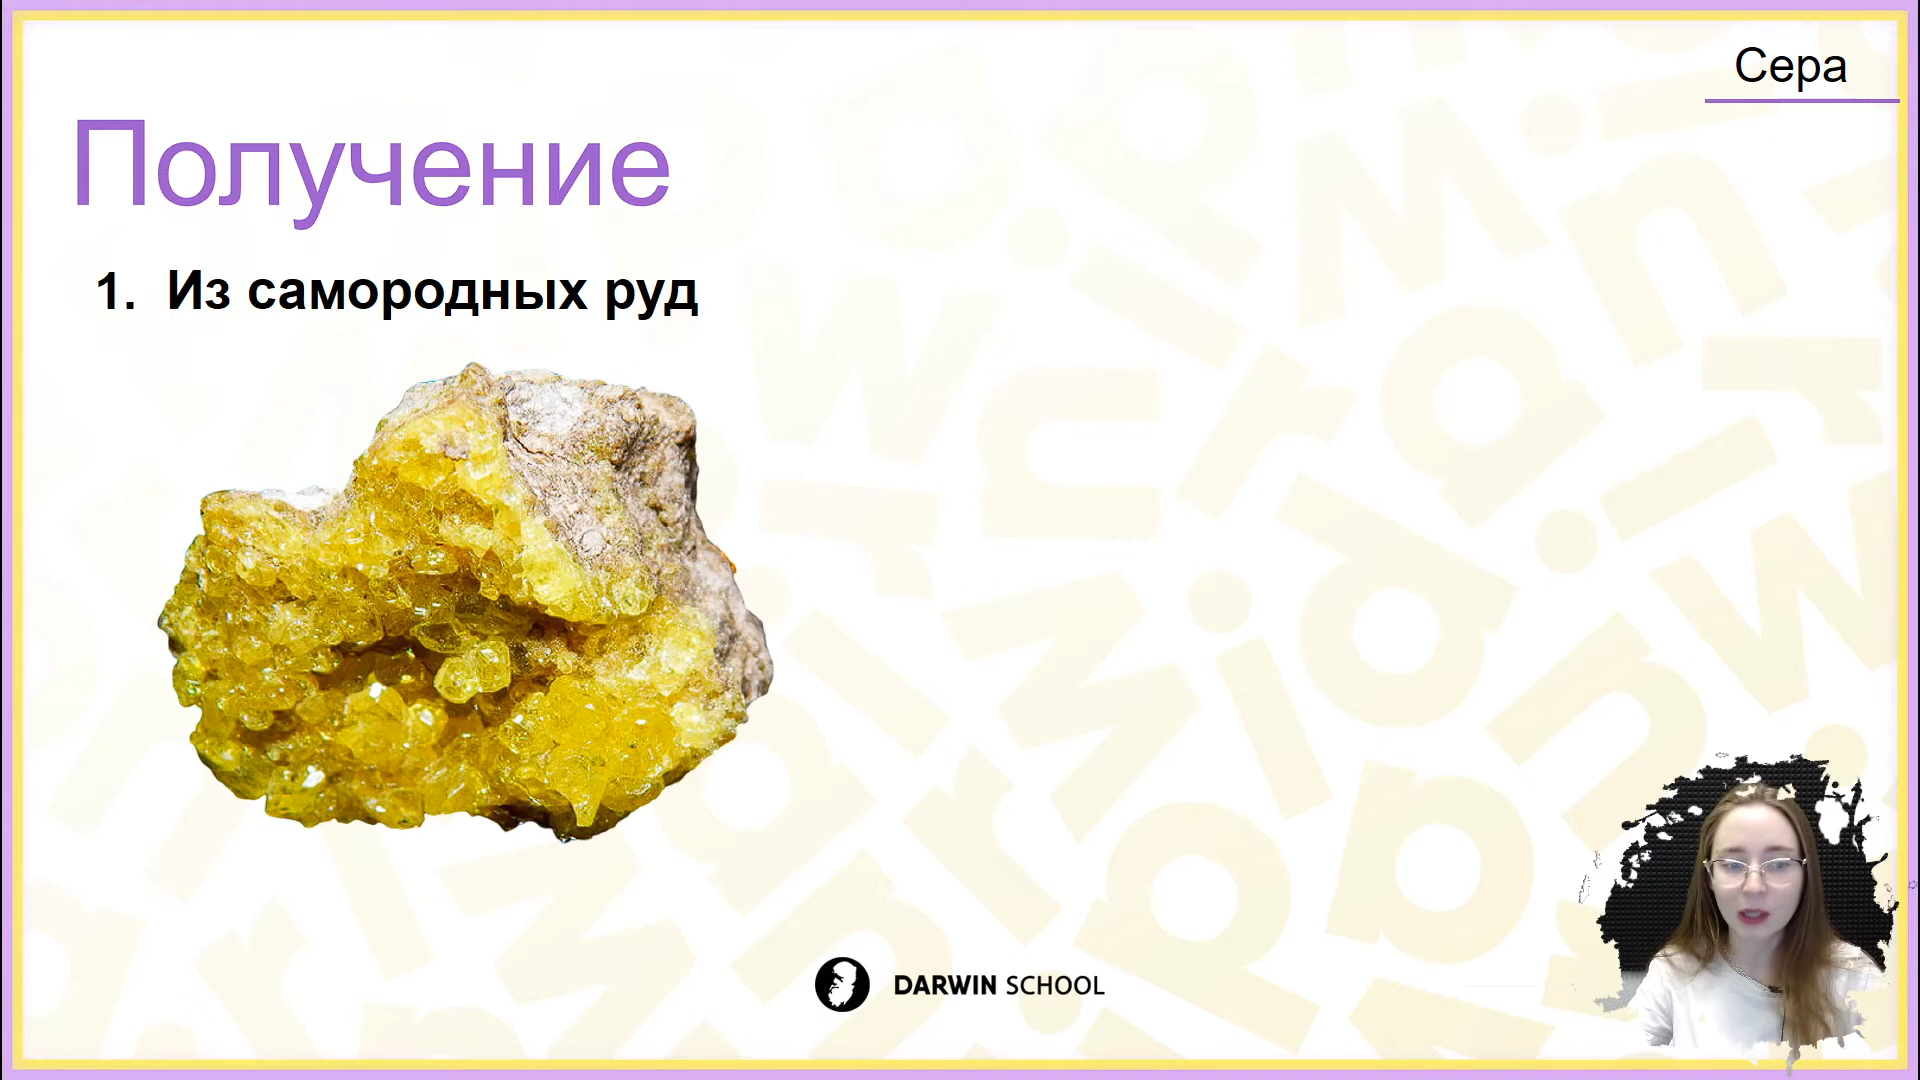 Сера
Получение
1. Из самородных руд
DARWIN SCHOOL